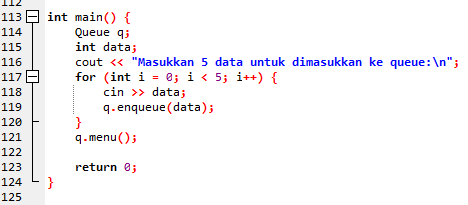 112
113 int main() {
114     Queue q;
115     int data;
116     cout << "Masukkan 5 data untuk dimasukkan ke queue:\n";
117     for (int i = 0; i < 5; i++) {
118         cin >> data;
119         q.enqueue(data);
120     }
121     q.menu();
122
123     return 0;
124 }
125